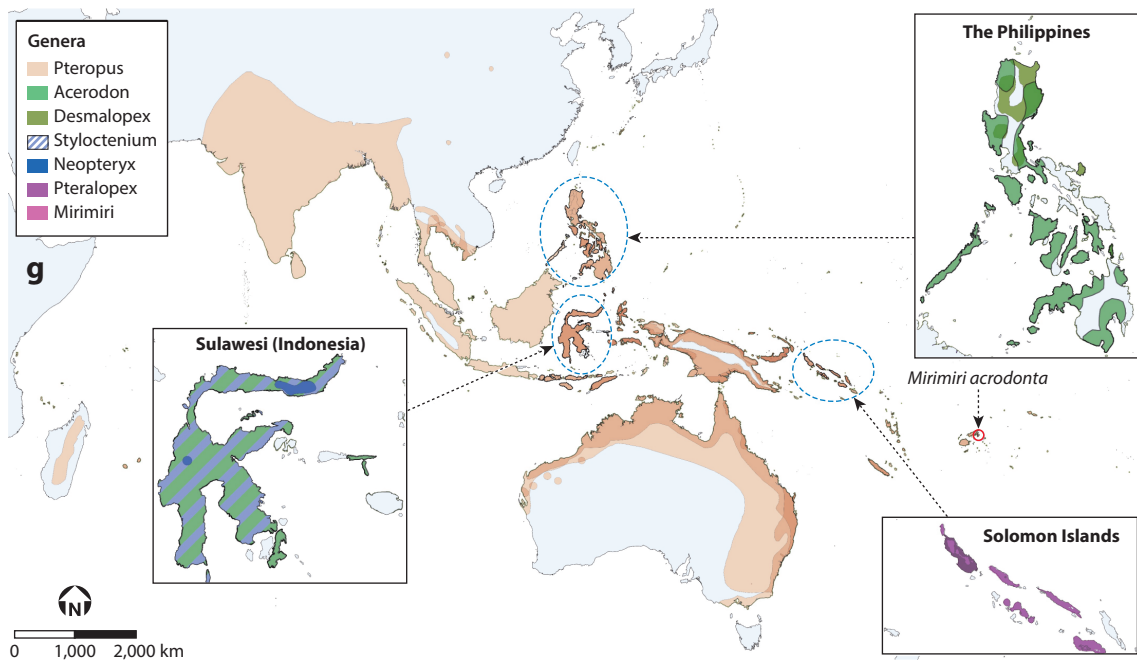 Genera
Pteropus
Acerodon
Desmalopex
Styloctenium
Neopteryx
Pteralopex
Mirimiri
g
The Philippines
Sulawesi (Indonesia)
Mirimiri acrodonta
Solomon Islands
N
0 1,000 2,000 km